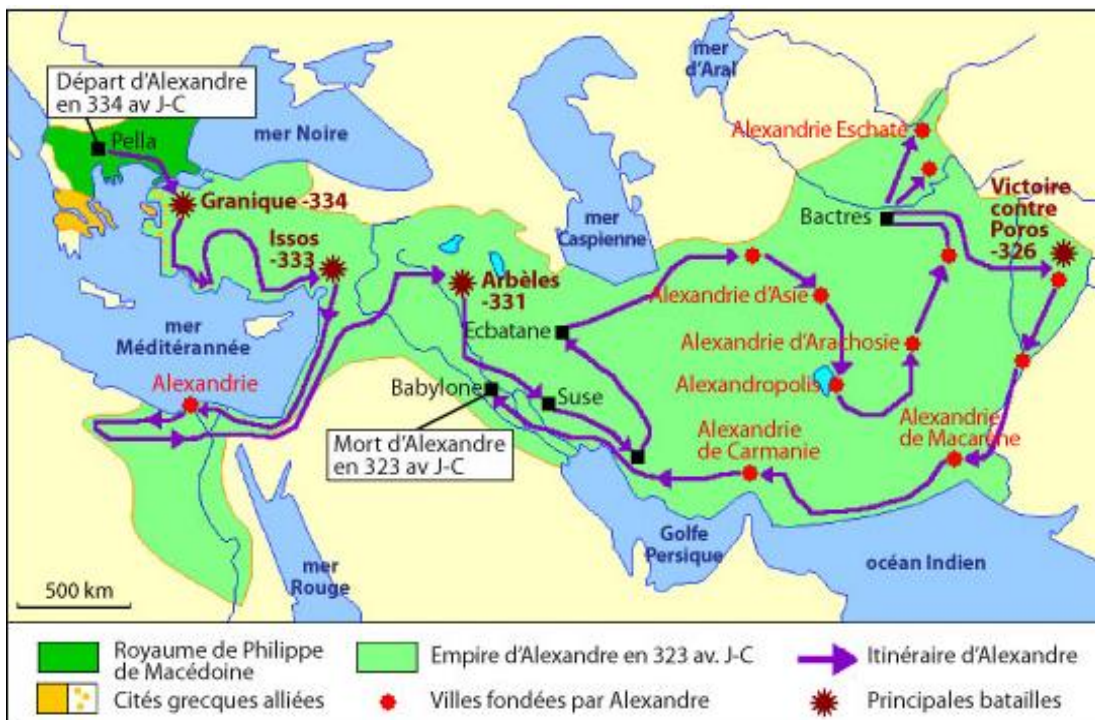 Départ d'Alexandre
en 334 av J-C
Pella
mer Noire
mer
d'Aral
Alexandrie Eschate
Granique -334
Issos
-333
mer
Caspienne
Bactres
Victoire
contre
Poros
-326
Arbèles
-331
Alexandrie d'Asie
Ecbatane
mer
Méditérannée
Alexandrie d'Arachosie
Alexandrie
Babylone
Suse
Alexandropolis
Alexandrie
de Macarène
Mort d'Alexandre
en 323 av J-C
Alexandrie
de Carmanie
Golfe
Persique
océan Indien
mer
Rouge
500 km
Royaume de Philippe
de Macédoine
Empire d'Alexandre en 323 av. J-C
Itinéraire d'Alexandre
Cités grecques alliées
Villes fondées par Alexandre
Principales batailles